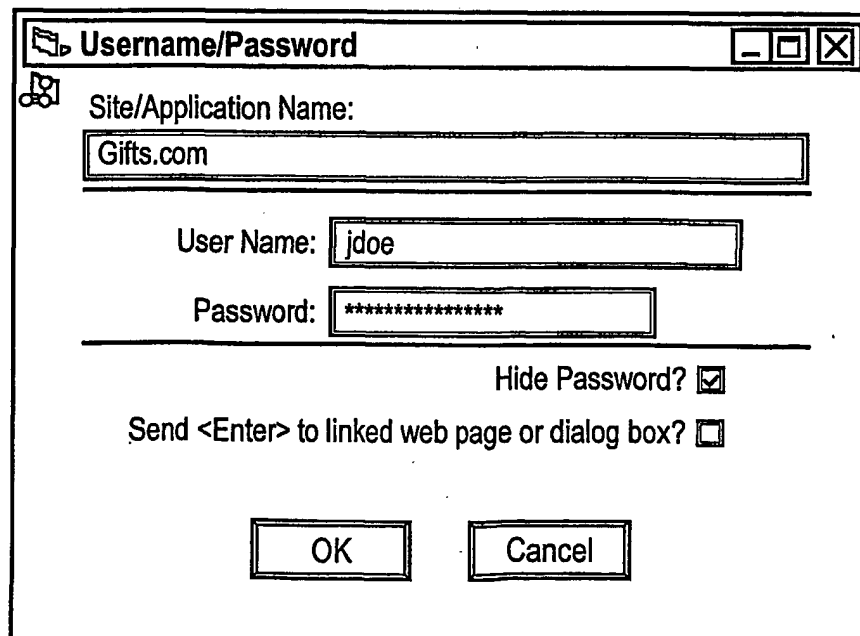 Username/Password
Site/Application Name:
Gifts.com
User Name: jdoe
Password: ****************
Hide Password?
Send <Enter> to linked web page or dialog box?
OK Cancel